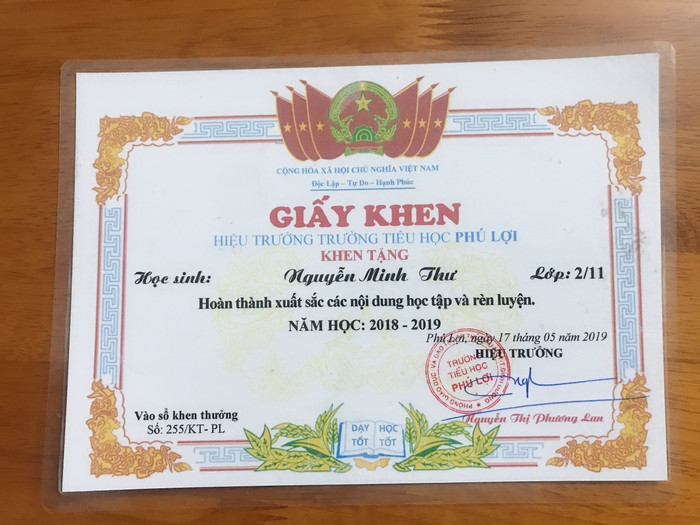 CỘNG HÒA XÃ HỘI CHỦ NGHĨA VIỆT NAM
Độc Lập – Tự Do – Hạnh Phúc
GIẤY KHEN
HIỆU TRƯỞNG TRƯỜNG TIỂU HỌC PHÚ LỢI
KHEN TẶNG
Học sinh: Nguyễn Minh Thư Lớp: 2/11
Hoàn thành xuất sắc các nội dung học tập và rèn luyện.
NĂM HỌC: 2018 - 2019
Phú Lợi, ngày 17 tháng 05 năm 2019
HIỆU TRƯỞNG
TRƯỜNG
TIỂU HỌC
PHÚ LỢI
Nguyễn Thị Phương Lan
Vào sổ khen thưởng
Số: 255/KT- PL
DẠY TỐT
HỌC TỐT